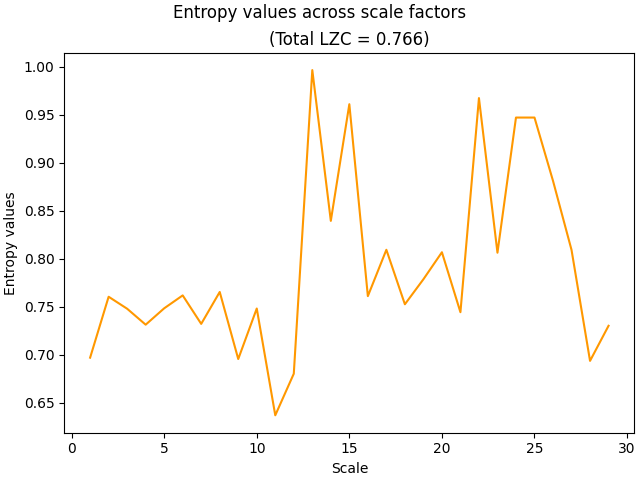 Entropy values across scale factors
(Total LZC = 0.766)
1.00
0.95
0.90
0.85
0.80
0.75
0.70
0.65
Entropy values
0 5 10 15 20 25 30
Scale